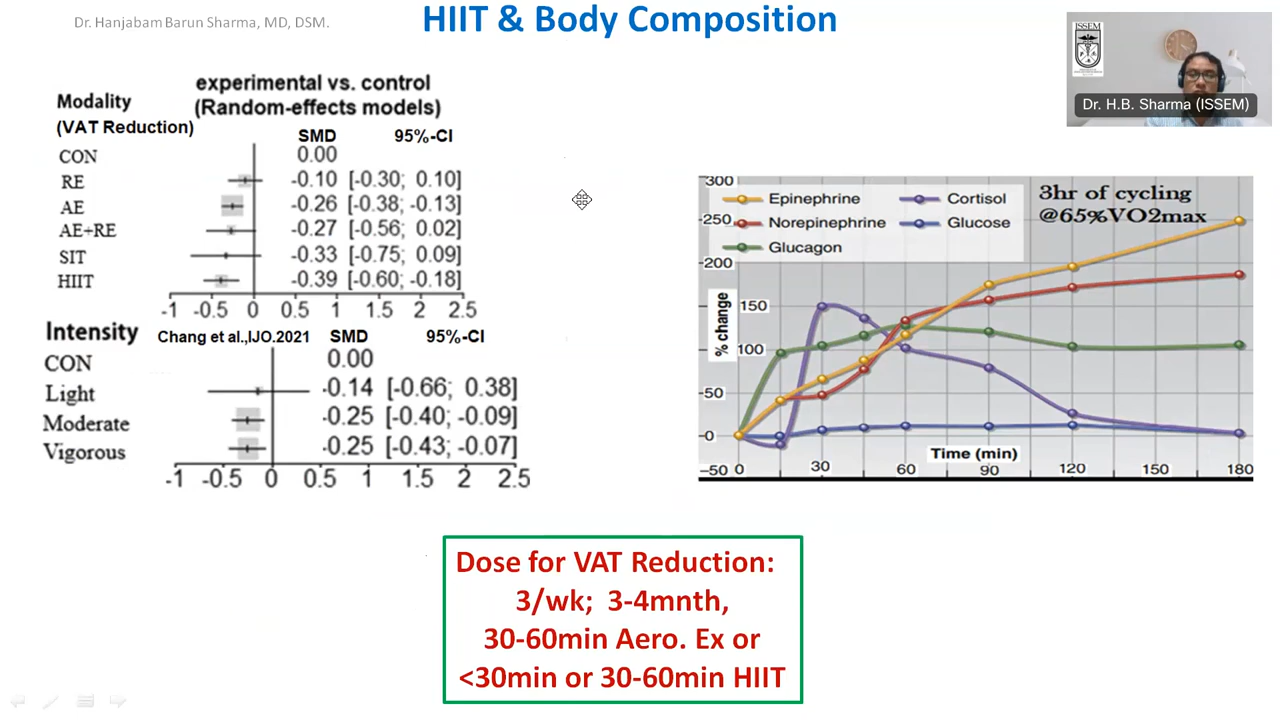 Dr. Hanjabam Barun Sharma, MD, DSM.
HIIT & Body Composition
ISSEM
Dr. H.B. Sharma (ISSEM)
experimental vs. control
Modality (Random-effects models)
(VAT Reduction) SMD 95%-CI
CON 0.00
RE -0.10 [-0.30; 0.10]
AE -0.26 [-0.38; -0.13]
AE+RE -0.27 [-0.56; 0.02]
SIT -0.33 [-0.75; 0.09]
HIIT -0.39 [-0.60; -0.18]
-1 -0.5 0 0.5 1 1.5 2 2.5
Intensity Chang et al.,IJO.2021 SMD 95%-CI
CON 0.00
Light -0.14 [-0.66; 0.38]
Moderate -0.25 [-0.40; -0.09]
Vigorous -0.25 [-0.43; -0.07]
-1 -0.5 0 0.5 1 1.5 2 2.5
Epinephrine Cortisol
Norepinephrine Glucose
Glucagon
3hr of cycling
@65%VO2max
300
250
200
150
100
50
0
-50
% change
Time (min)
0 30 60 90 120 150 180
Dose for VAT Reduction:
3/wk; 3-4mnth,
30-60min Aero. Ex or
<30min or 30-60min HIIT